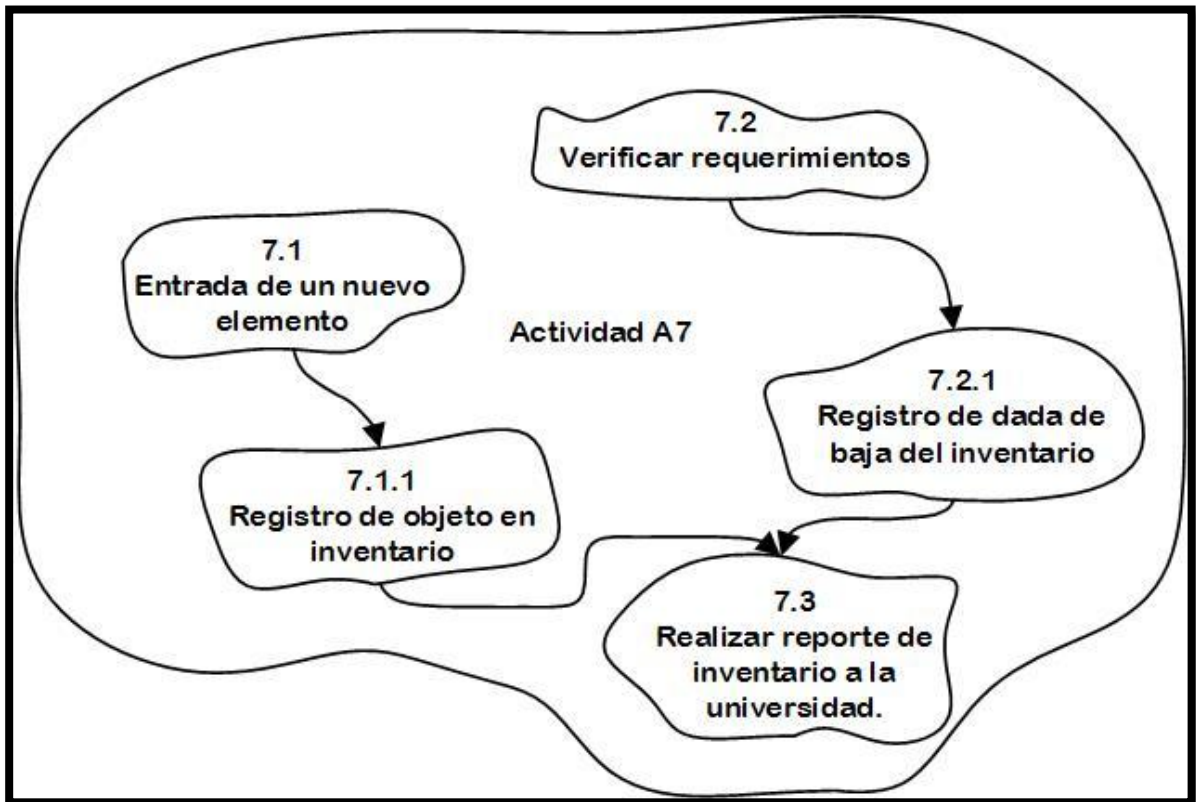 7.2
Verificar requerimientos
7.1
Entrada de un nuevo
elemento
Actividad A7
7.2.1
Registro de dada de
baja del inventario
7.1.1
Registro de objeto en
inventario
7.3
Realizar reporte de
inventario a la
universidad.